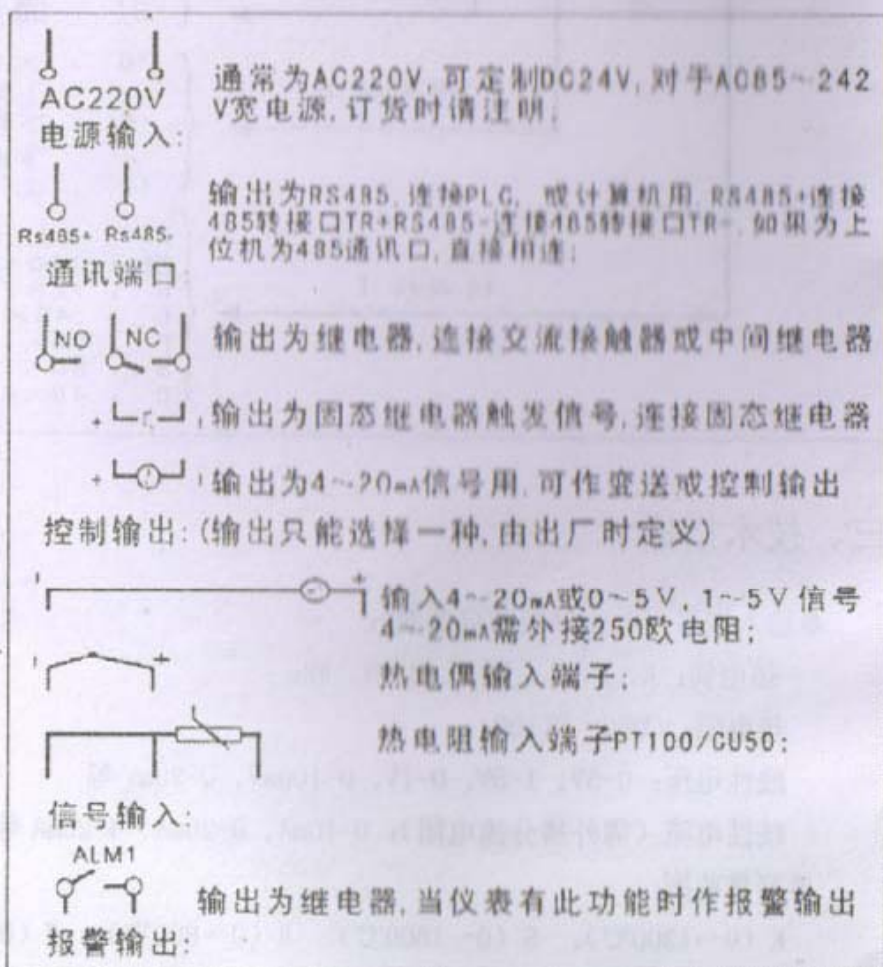 AC220V
电源输入:
通常为AC220V,可定制DC24V,对于AC85~242
V宽电源,订货时请注明;
Rs485+ Rs485-
通讯端口:
输出为RS485,连接PLC, 或计算机用,RS485+连接
485转接口TR+RS485-连接485转接口TR-,如果为上
位机为485通讯口,直接相连;
NO NC
输出为继电器,连接交流接触器或中间继电器
+ -
输出为固态继电器触发信号,连接固态继电器
+ -
输出为4~20mA信号用,可作变送或控制输出
控制输出:(输出只能选择一种,由出厂时定义)
- +
输入4~20mA或0~5V,1~5V信号
4~20mA需外接250欧电阻;
- +
热电偶输入端子;
热电阻输入端子PT100/CU50;
信号输入:
ALM1
输出为继电器,当仪表有此功能时作报警输出
报警输出: